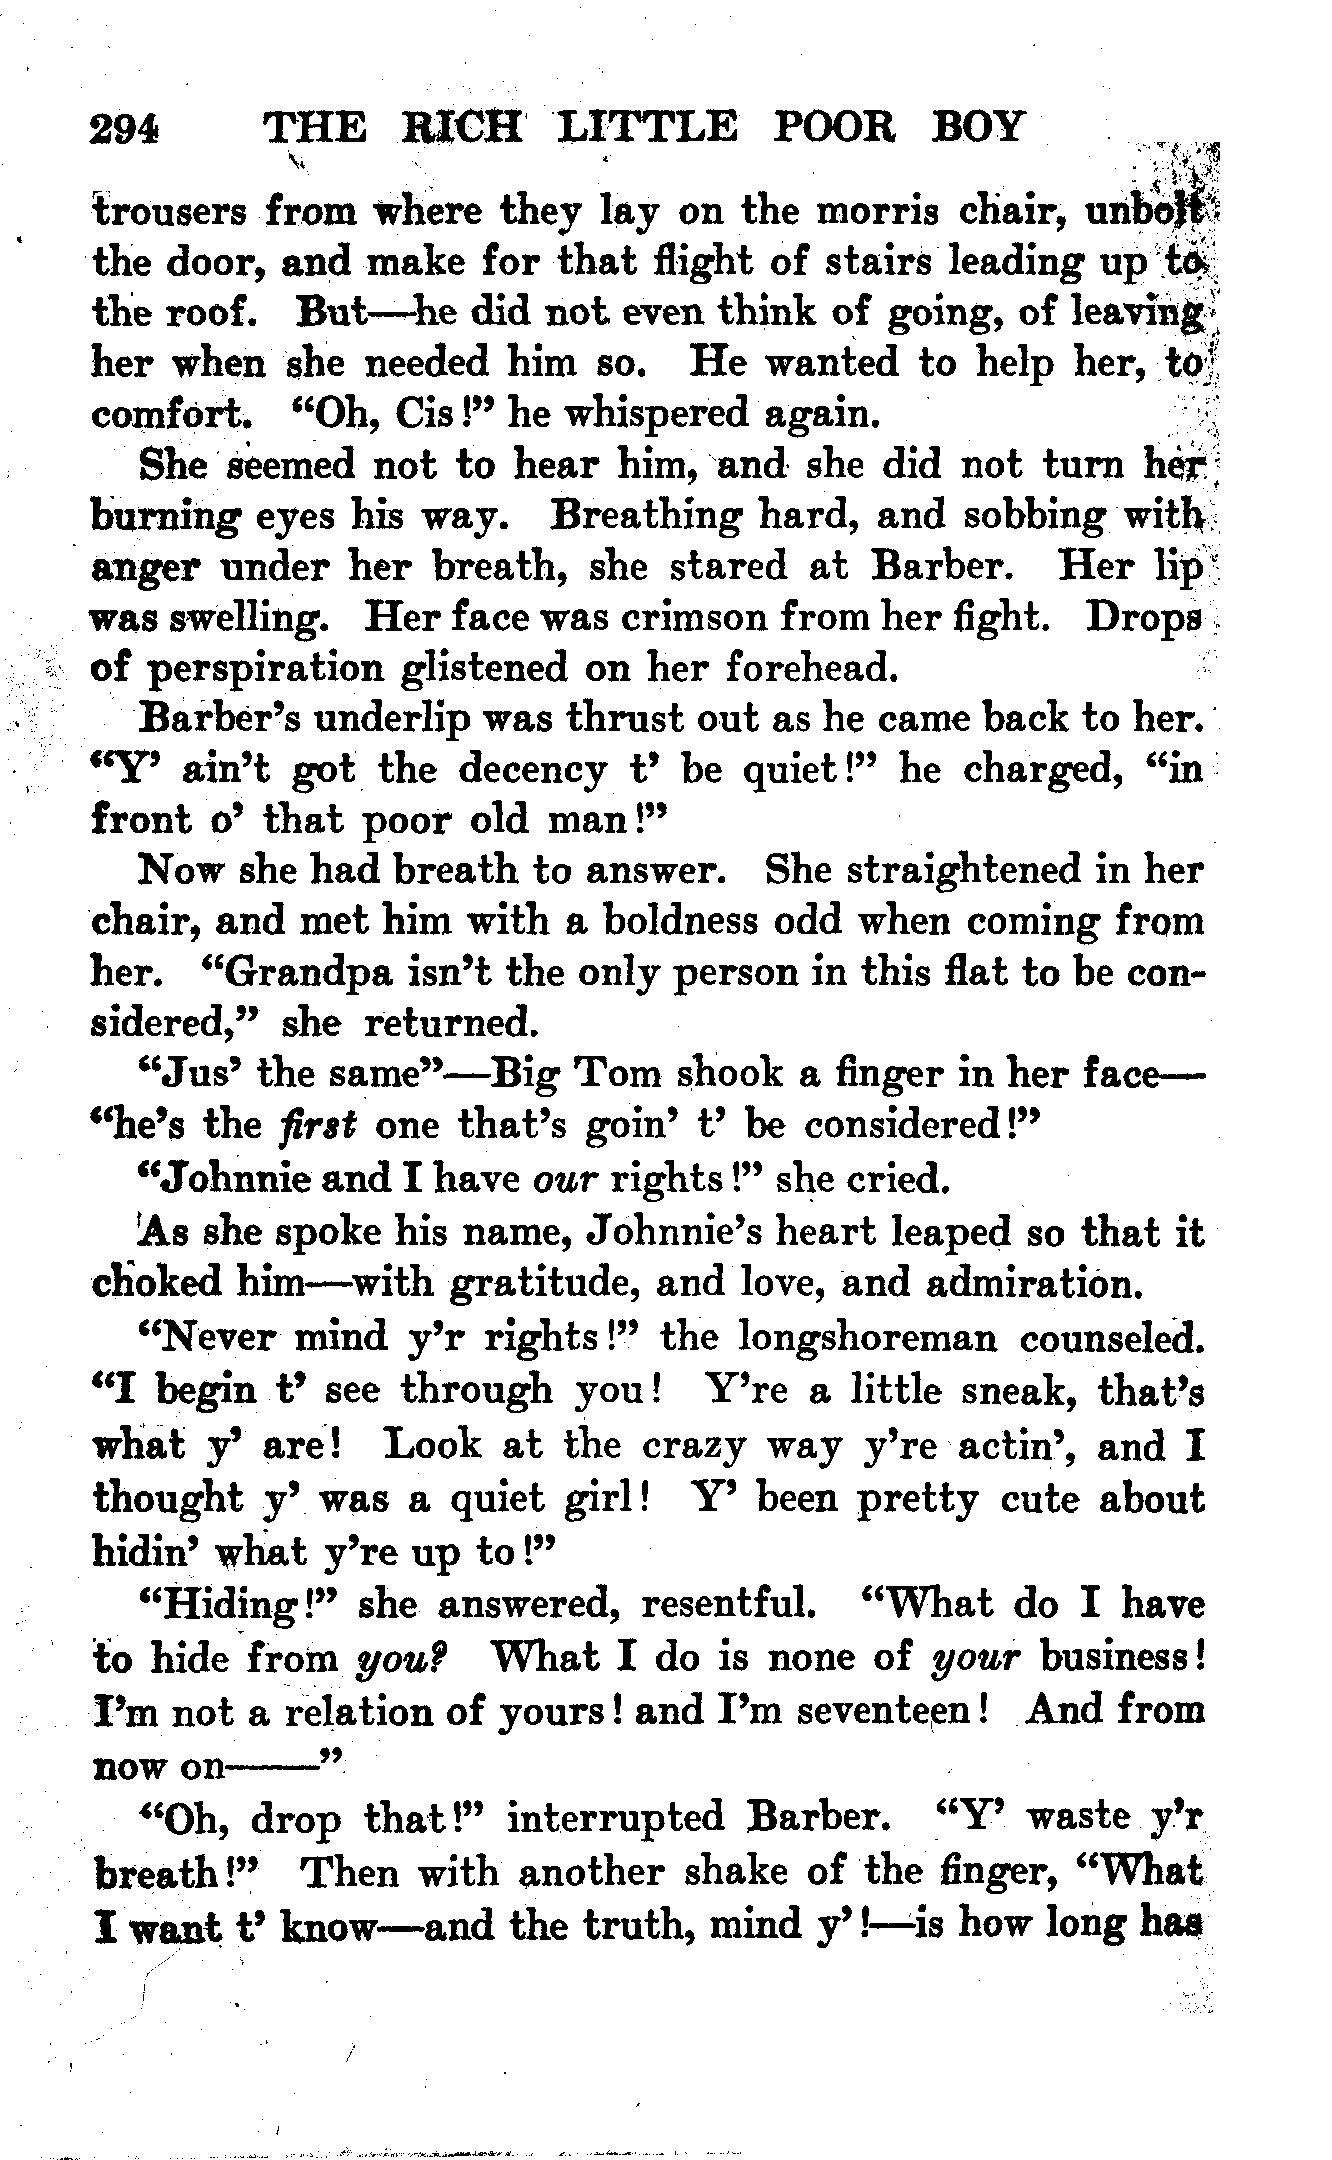 294 THE RICH LITTLE POOR BOY
trousers from where they lay on the morris chair, unbolt
the door, and make for that flight of stairs leading up to
the roof. But—he did not even think of going, of leaving
her when she needed him so. He wanted to help her, to
comfort. "Oh, Cis!" he whispered again.
She seemed not to hear him, and she did not turn her
burning eyes his way. Breathing hard, and sobbing with
anger under her breath, she stared at Barber. Her lip
was swelling. Her face was crimson from her fight. Drops
of perspiration glistened on her forehead.
Barber's underlip was thrust out as he came back to her.
"Y' ain't got the decency t' be quiet!" he charged, "in
front o' that poor old man!"
Now she had breath to answer. She straightened in her
chair, and met him with a boldness odd when coming from
her. "Grandpa isn't the only person in this flat to be con-
sidered," she returned.
"Jus' the same"—Big Tom shook a finger in her face—
"he's the first one that's goin' t' be considered!"
"Johnnie and I have our rights!" she cried.
As she spoke his name, Johnnie's heart leaped so that it
choked him—with gratitude, and love, and admiration.
"Never mind y'r rights!" the longshoreman counseled.
"I begin t' see through you! Y're a little sneak, that's
what y' are! Look at the crazy way y're actin', and I
thought y' was a quiet girl! Y' been pretty cute about
hidin' what y're up to!"
"Hiding!" she answered, resentful. "What do I have
to hide from you? What I do is none of your business!
I'm not a relation of yours! and I'm seventeen! And from
now on——"
"Oh, drop that!" interrupted Barber. "Y' waste y'r
breath!" Then with another shake of the finger, "What
I want t' know—and the truth, mind y'!—is how long has